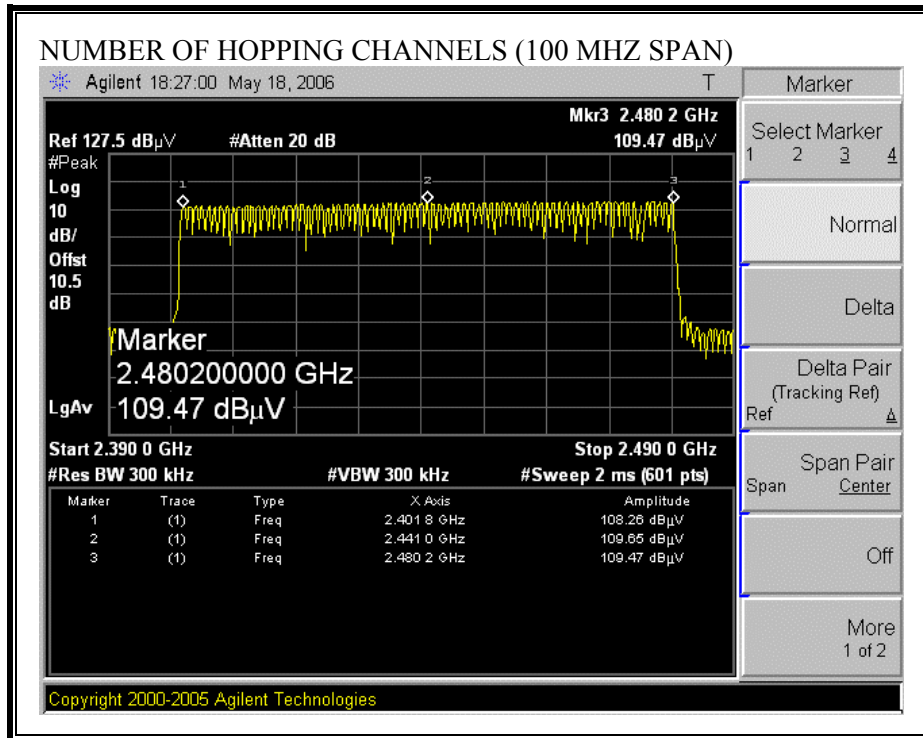 NUMBER OF HOPPING CHANNELS (100 MHZ SPAN)
Agilent 18:27:00 May 18, 2006 T
Marker
Mkr3 2.480 2 GHz
Ref 127.5 dBµV #Atten 20 dB 109.47 dBµV
#Peak
Log
10
dB/
Offst
10.5
dB
LgAv
1
2
3
Marker
2.480200000 GHz
109.47 dBµV
Start 2.390 0 GHz Stop 2.490 0 GHz
#Res BW 300 kHz #VBW 300 kHz #Sweep 2 ms (601 pts)
Marker Trace Type X Axis Amplitude
1 (1) Freq 2.401 8 GHz 108.26 dBµV
2 (1) Freq 2.441 0 GHz 109.65 dBµV
3 (1) Freq 2.480 2 GHz 109.47 dBµV
Select Marker
1 2 3 4
Normal
Delta
Delta Pair
(Tracking Ref)
Ref Δ
Span Pair
Span Center
Off
More
1 of 2
Copyright 2000-2005 Agilent Technologies